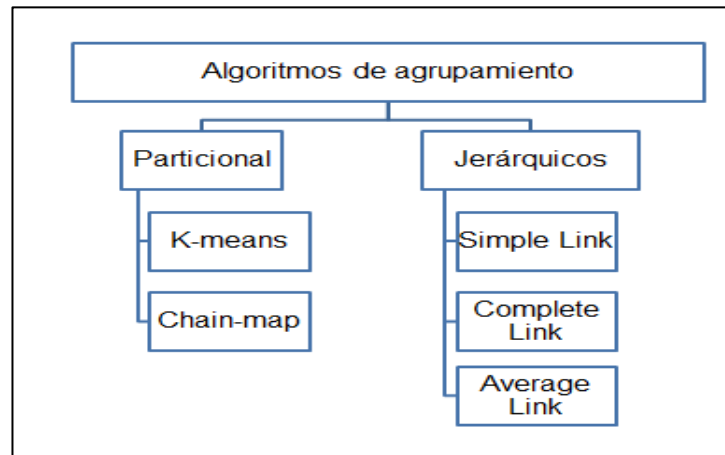 Algoritmos de agrupamiento
Particional
K-means
Chain-map
Jerárquicos
Simple Link
Complete
Link
Average
Link